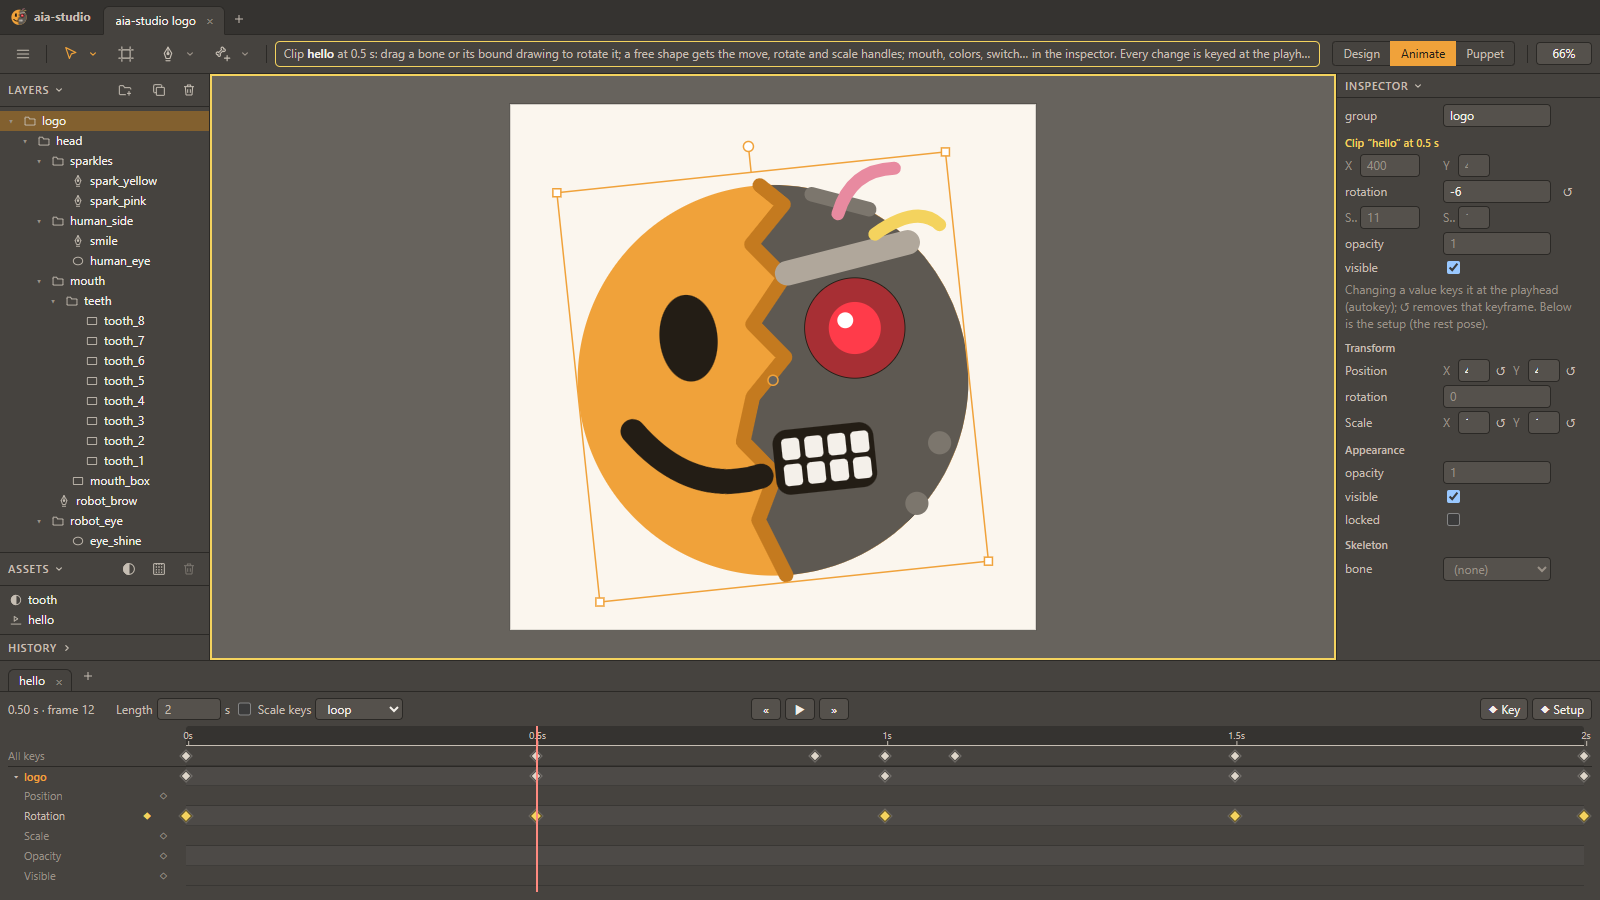 aia-studio
aia-studio logo
Clip hello at 0.5 s: drag a bone or its bound drawing to rotate it; a free shape gets the move, rotate and scale handles; mouth, colors, switch... in the inspector. Every change is keyed at the playh...
Design
Animate
Puppet
66%
LAYERS
logo
head
sparkles
spark_yellow
spark_pink
human_side
smile
human_eye
mouth
teeth
tooth_8
tooth_7
tooth_6
tooth_5
tooth_4
tooth_3
tooth_2
tooth_1
mouth_box
robot_brow
robot_eye
eye_shine
ASSETS
tooth
hello
HISTORY
INSPECTOR
group logo
Clip "hello" at 0.5 s
X 400 Y
rotation -6
S.. 11 S..
opacity 1
visible
Changing a value keys it at the playhead
(autokey); ↺ removes that keyframe. Below
is the setup (the rest pose).
Transform
Position X Y
rotation 0
Scale X Y
Appearance
opacity 1
visible
locked
Skeleton
bone (none)
hello
0.50 s · frame 12
Length 2 s
Scale keys
loop
Key
Setup
0s 0.5s 1s 1.5s 2s
All keys
logo
Position
Rotation
Scale
Opacity
Visible